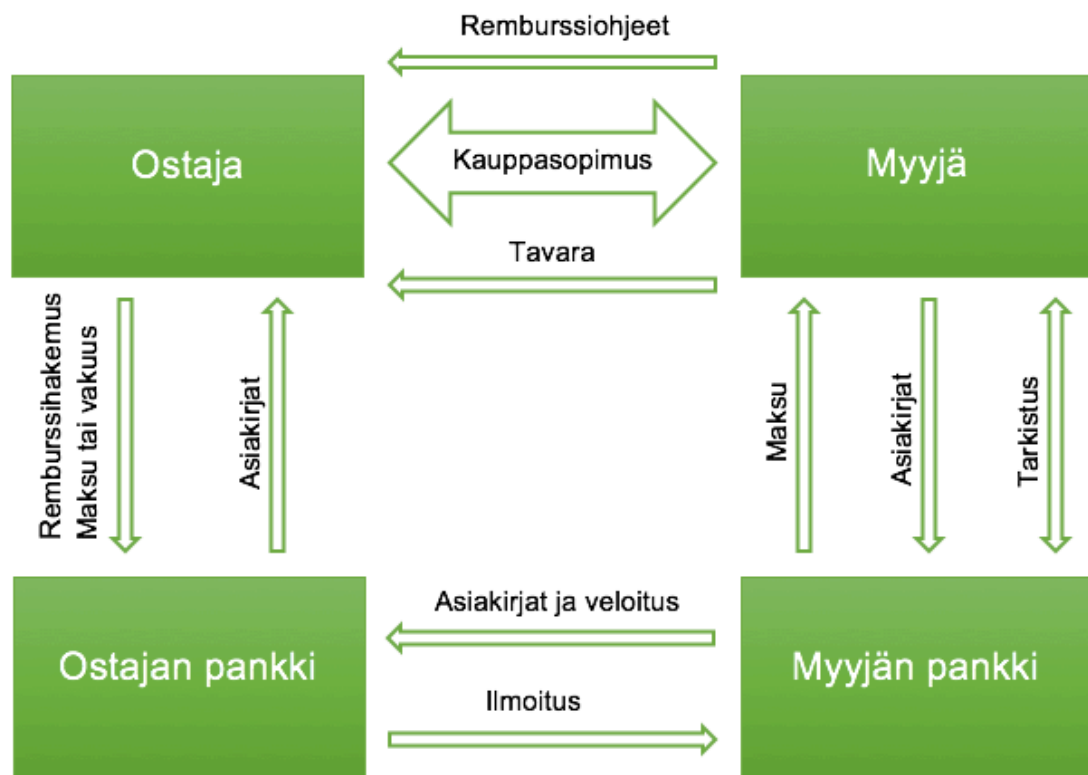 Remburssiohjeet
Ostaja
Kauppasopimus
Myyjä
Tavara
Remburssihakemus
Maksu tai vakuus
Asiakirjat
Maksu
Asiakirjat
Tarkistus
Ostajan pankki
Asiakirjat ja veloitus
Ilmoitus
Myyjän pankki